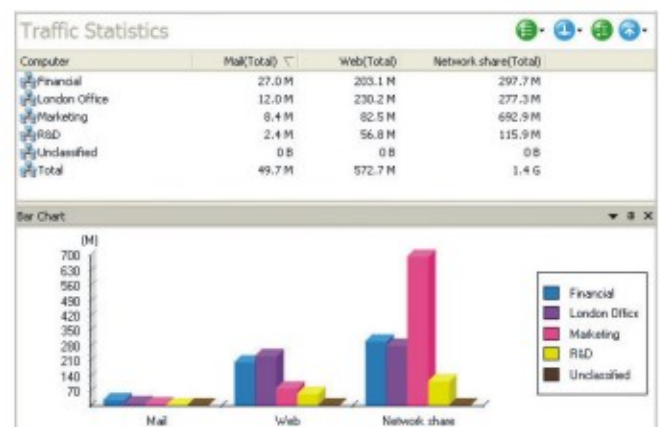 Traffic Statistics
Computer Mail(Total) Web(Total) Network share(Total)
Financial 27.0 M 203.1 M 297.7 M
London Office 12.0 M 230.2 M 277.3 M
Marketing 8.4 M 82.5 M 692.9 M
R&D 2.4 M 56.8 M 115.9 M
Unclassified 0 B 0 B 0 B
Total 49.7 M 572.7 M 1.4 G
Bar Chart
(M)
700
630
560
490
420
350
280
210
140
70
Mail Web Network share
Financial
London Office
Marketing
R&D
Unclassified